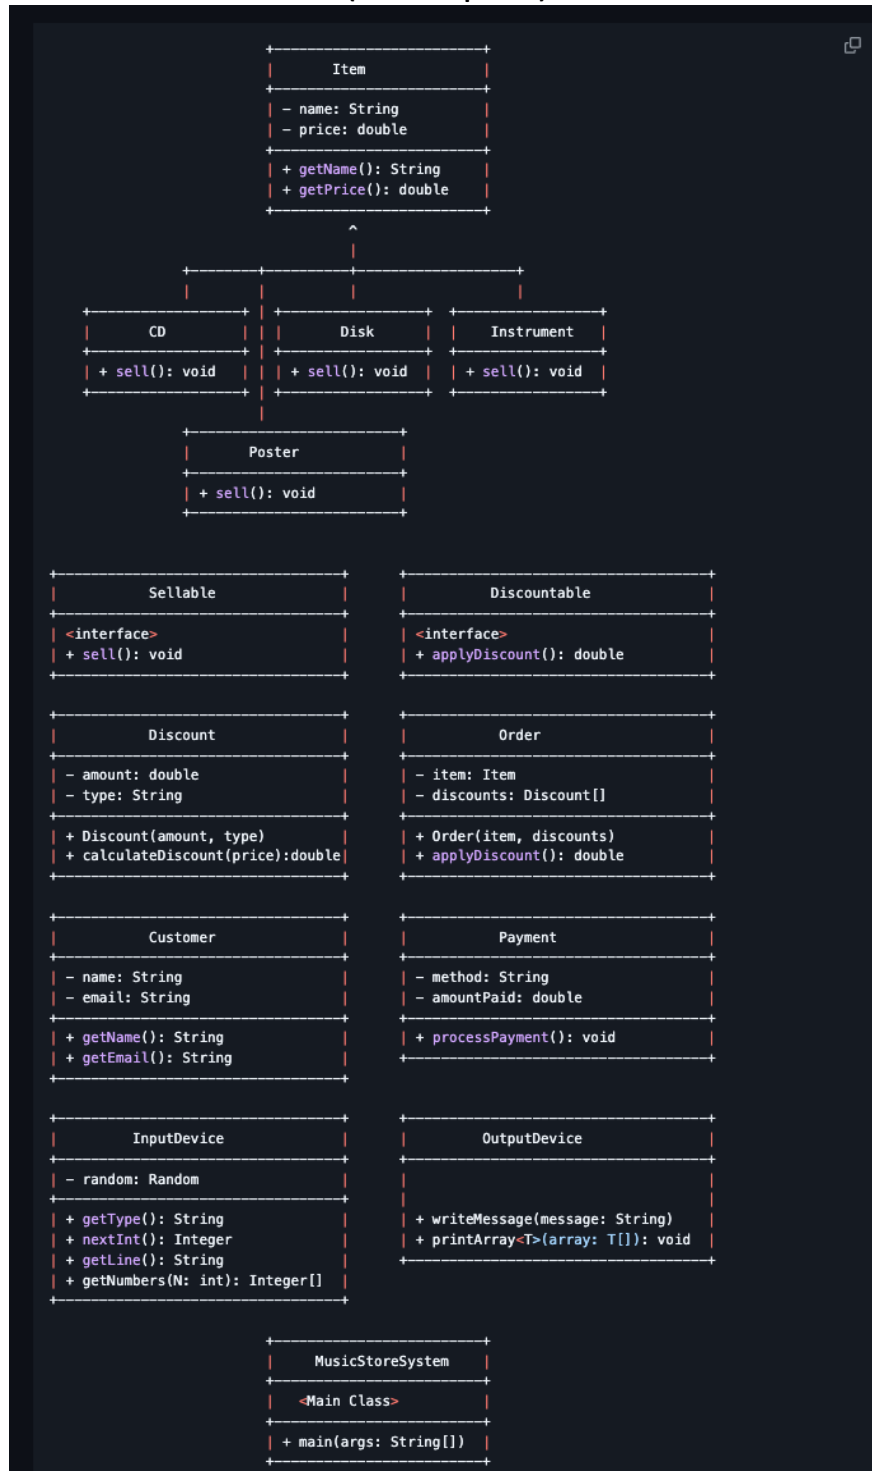 Item
- name: String
- price: double
+ getName(): String
+ getPrice(): double
^
CD Disk Instrument
+ sell(): void + sell(): void + sell(): void
Poster
+ sell(): void
Sellable Discountable
<interface> <interface>
+ sell(): void + applyDiscount(): double
Discount Order
- amount: double - item: Item
- type: String - discounts: Discount[]
+ Discount(amount, type) + Order(item, discounts)
+ calculateDiscount(price):double + applyDiscount(): double
Customer Payment
- name: String - method: String
- email: String - amountPaid: double
+ getName(): String + processPayment(): void
+ getEmail(): String
InputDevice OutputDevice
- random: Random
+ getType(): String + writeMessage(message: String)
+ nextInt(): Integer + printArray<T>(array: T[]): void
+ getLine(): String
+ getNumbers(N: int): Integer[]
MusicStoreSystem
<Main Class>
+ main(args: String[])